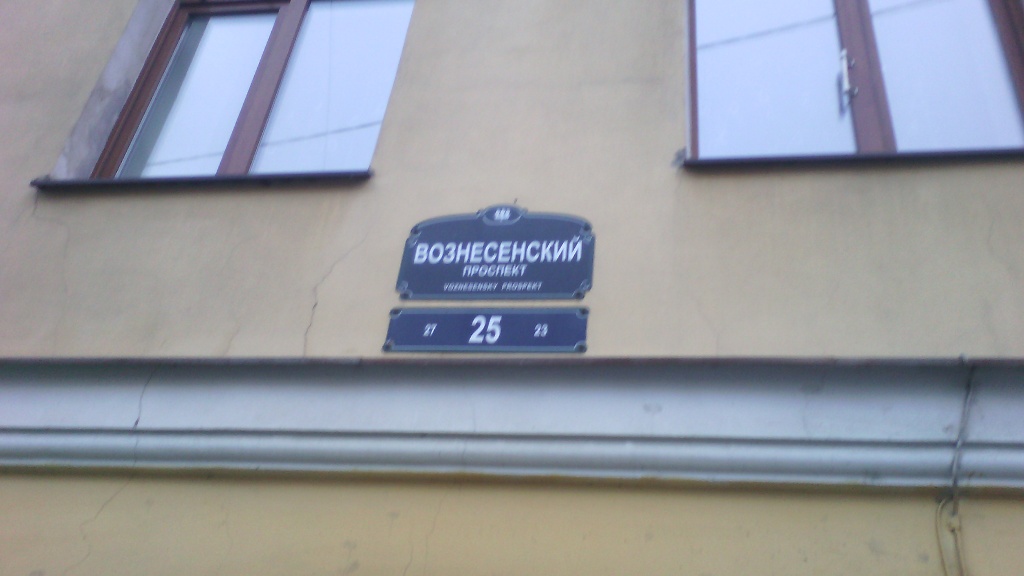 ВОЗНЕСЕНСКИЙ
ПРОСПЕКТ
VOZNESENSKY PROSPEKT
27 25 23